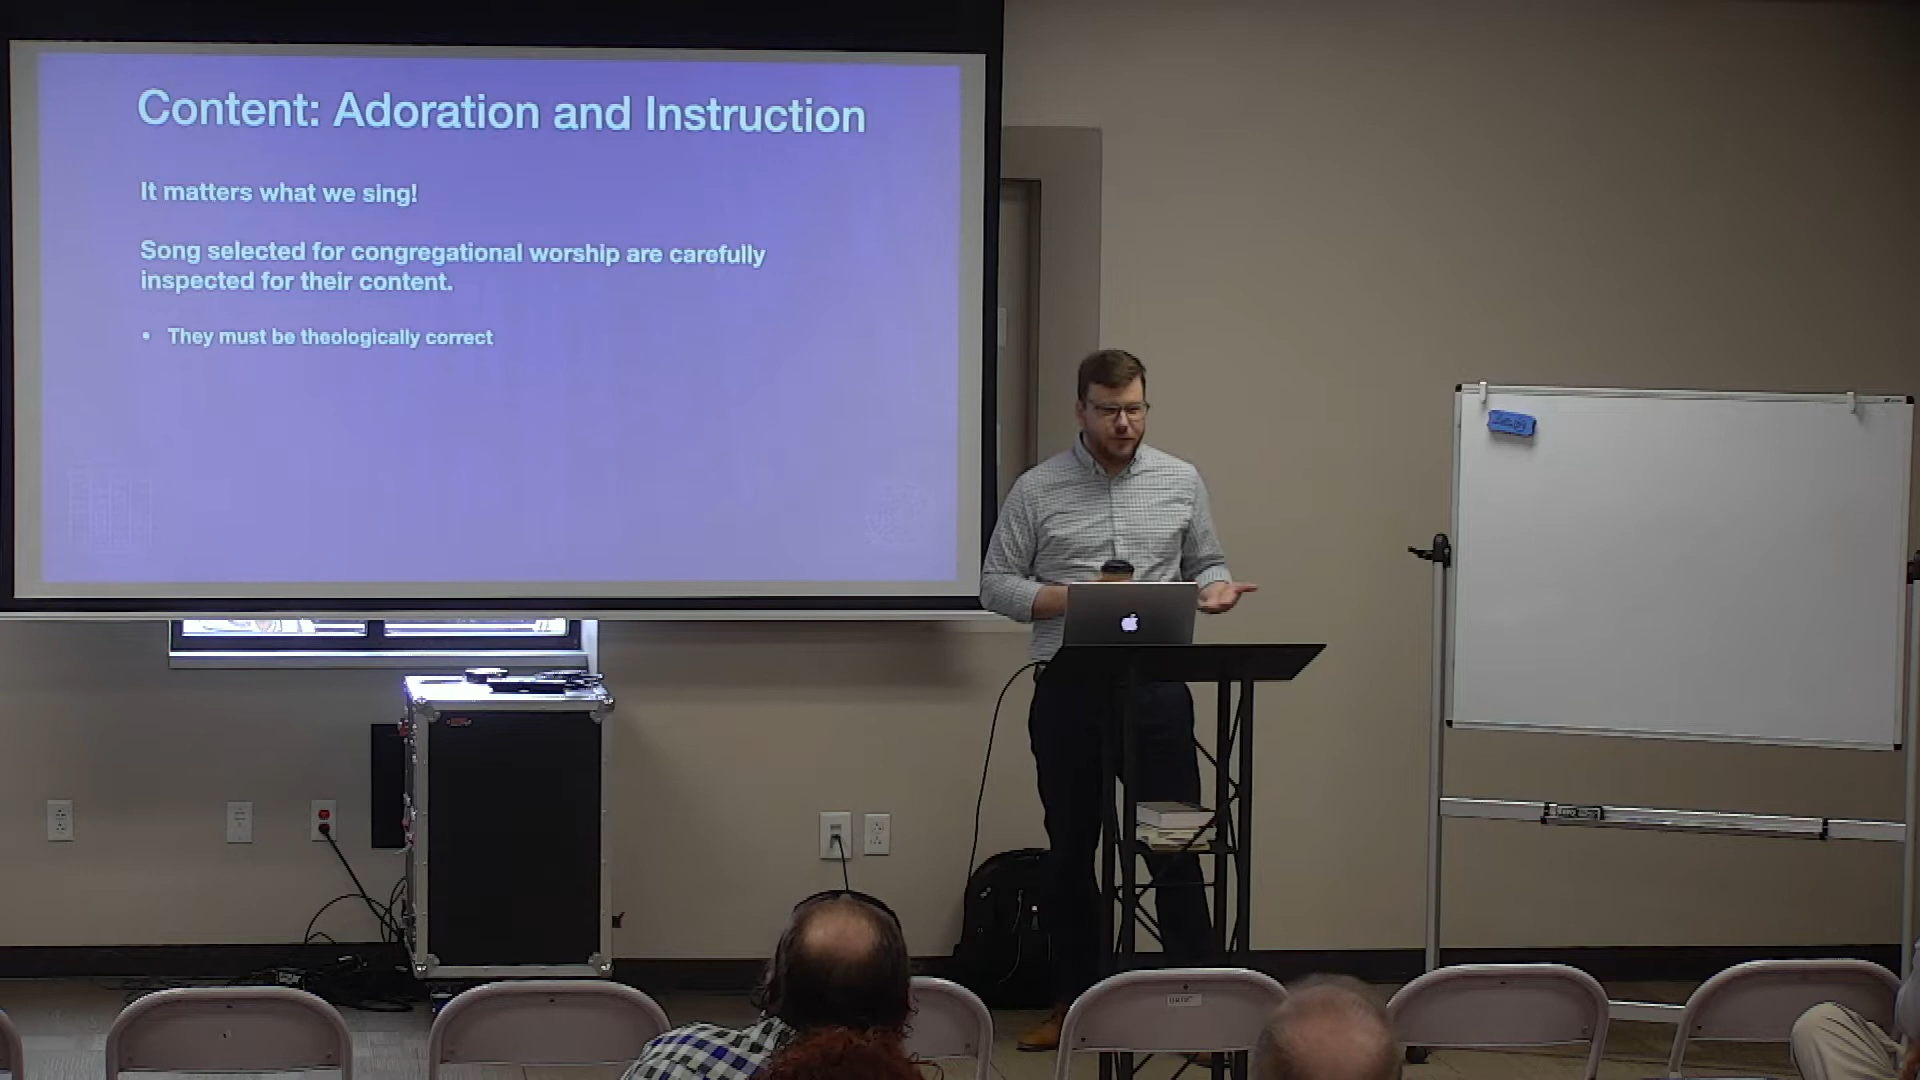 Content: Adoration and Instruction
It matters what we sing!
Song selected for congregational worship are carefully
inspected for their content.
• They must be theologically correct